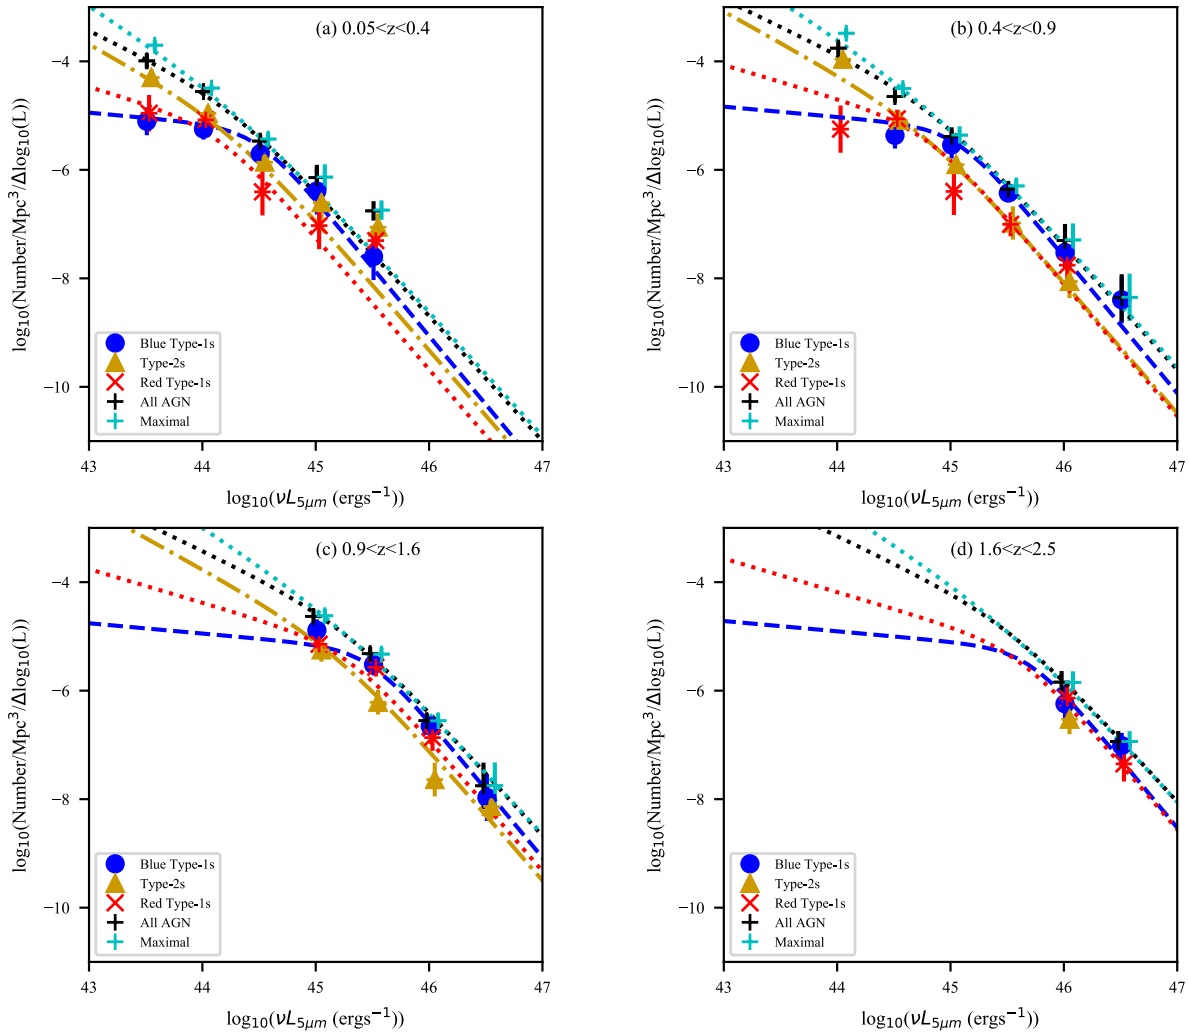 (a) 0.05<z<0.4
log₁₀(Number/Mpc³/Δlog₁₀(L))
−4
−6
−8
−10
Blue Type-1s
Type-2s
Red Type-1s
All AGN
Maximal
43 44 45 46 47
log₁₀(νL₅μm (ergs⁻¹))
(b) 0.4<z<0.9
log₁₀(Number/Mpc³/Δlog₁₀(L))
−4
−6
−8
−10
Blue Type-1s
Type-2s
Red Type-1s
All AGN
Maximal
43 44 45 46 47
log₁₀(νL₅μm (ergs⁻¹))
(c) 0.9<z<1.6
log₁₀(Number/Mpc³/Δlog₁₀(L))
−4
−6
−8
−10
Blue Type-1s
Type-2s
Red Type-1s
All AGN
Maximal
43 44 45 46 47
log₁₀(νL₅μm (ergs⁻¹))
(d) 1.6<z<2.5
log₁₀(Number/Mpc³/Δlog₁₀(L))
−4
−6
−8
−10
Blue Type-1s
Type-2s
Red Type-1s
All AGN
Maximal
43 44 45 46 47
log₁₀(νL₅μm (ergs⁻¹))